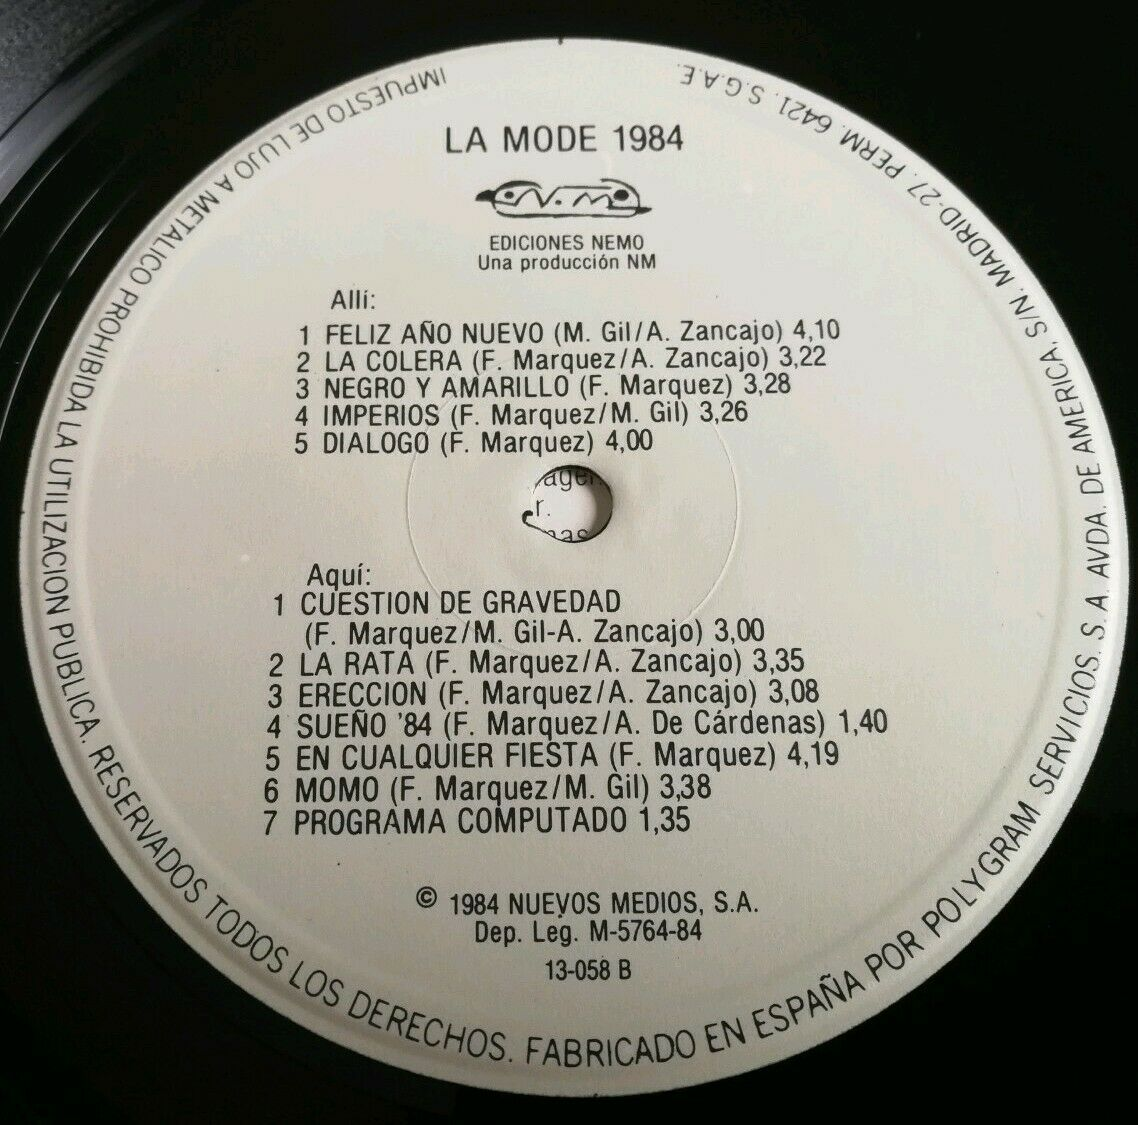 LA MODE 1984
N.M
EDICIONES NEMO
Una producción NM
Allí:
1 FELIZ AÑO NUEVO (M. Gil/A. Zancajo) 4,10
2 LA COLERA (F. Marquez/A. Zancajo) 3,22
3 NEGRO Y AMARILLO (F. Marquez) 3,28
4 IMPERIOS (F. Marquez/M. Gil) 3,26
5 DIALOGO (F. Marquez) 4,00
Aquí:
1 CUESTION DE GRAVEDAD
(F. Marquez/M. Gil-A. Zancajo) 3,00
2 LA RATA (F. Marquez/A. Zancajo) 3,35
3 ERECCION (F. Marquez/A. Zancajo) 3,08
4 SUEÑO '84 (F. Marquez/A. De Cárdenas) 1,40
5 EN CUALQUIER FIESTA (F. Marquez) 4,19
6 MOMO (F. Marquez/M. Gil) 3,38
7 PROGRAMA COMPUTADO 1,35
© 1984 NUEVOS MEDIOS, S.A.
Dep. Leg. M-5764-84
13-058 B
IMPUESTO DE LUJO A METALICO PROHIBIDA LA UTILIZACION PUBLICA. RESERVADOS TODOS LOS DERECHOS. FABRICADO EN ESPAÑA POR POLYGRAM SERVICIOS. S. A. AVDA. DE AMERICA, S/N. MADRID-27. PERM. 6421. S.G.A.E.